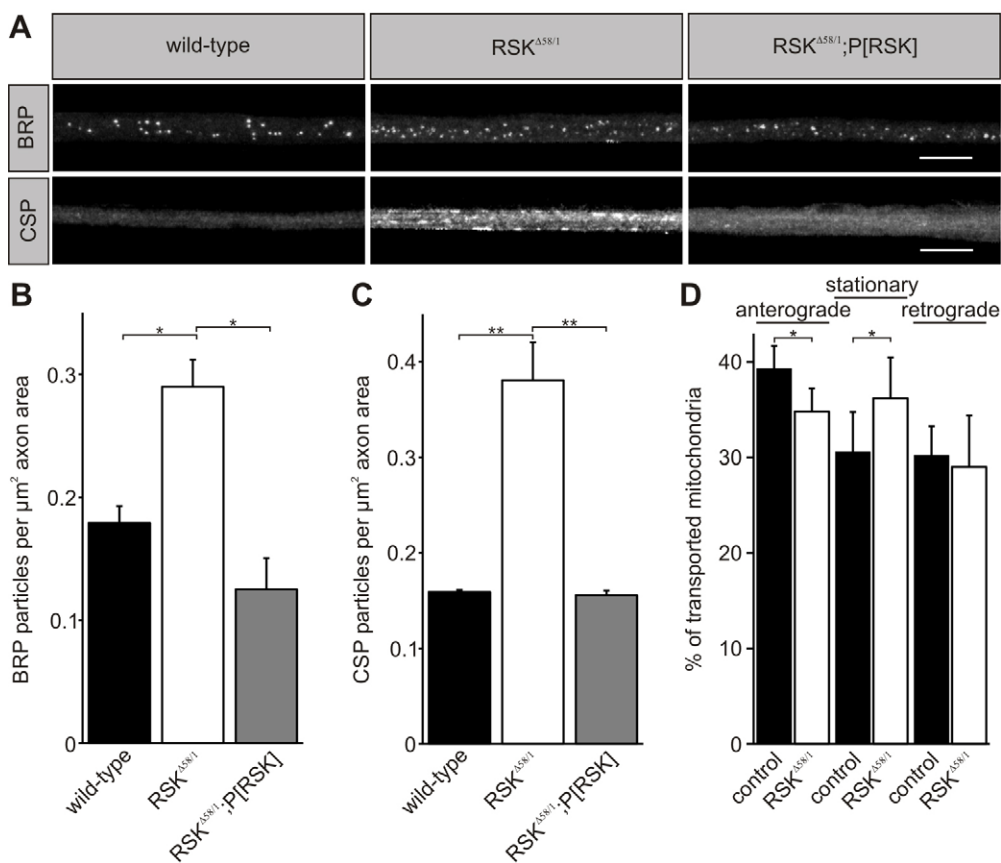 A
wild-type
RSK^Δ58/1
RSK^Δ58/1;P[RSK]
BRP
CSP
B
BRP particles per µm² axon area
0.3
0.2
0.1
0
*
*
wild-type
RSK^Δ58/1
RSK^Δ58/1;P[RSK]
C
CSP particles per µm² axon area
0.4
0.3
0.2
0.1
0
**
**
wild-type
RSK^Δ58/1
RSK^Δ58/1;P[RSK]
D
stationary
anterograde
retrograde
% of transported mitochondria
40
30
20
10
0
*
*
control
RSK^Δ58/1
control
RSK^Δ58/1
control
RSK^Δ58/1